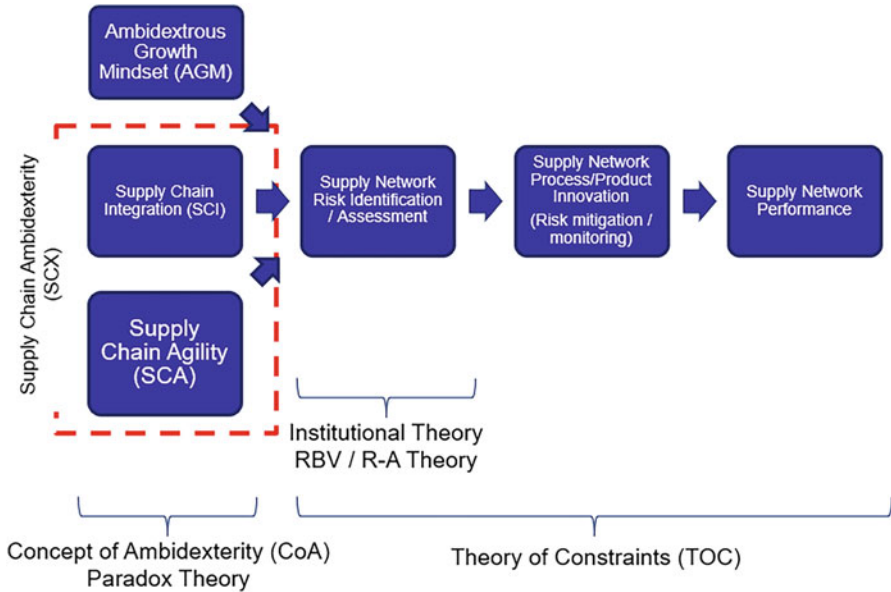 Ambidextrous
Growth
Mindset (AGM)
Supply Chain Ambidexterity
(SCX)
Supply Chain
Integration (SCI)
Supply
Chain Agility
(SCA)
Supply Network
Risk Identification
/ Assessment
Supply Network
Process/Product
Innovation
(Risk mitigation /
monitoring)
Supply Network
Performance
Institutional Theory
RBV / R-A Theory
Concept of Ambidexterity (CoA)
Paradox Theory
Theory of Constraints (TOC)